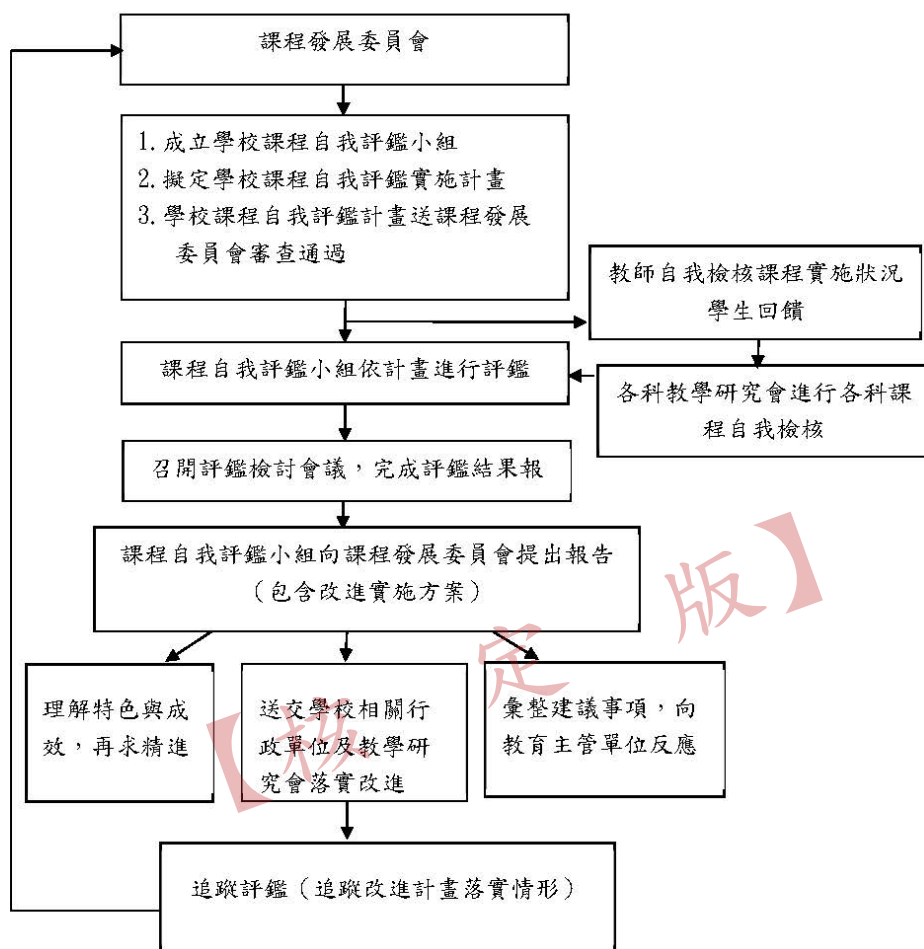 課程發展委員會
1.成立學校課程自我評鑑小組
2.擬定學校課程自我評鑑實施計畫
3.學校課程自我評鑑計畫送課程發展
委員會審查通過
教師自我檢核課程實施狀況
學生回饋
課程自我評鑑小組依計畫進行評鑑
各科教學研究會進行各科課
程自我檢核
召開評鑑檢討會議，完成評鑑結果報
課程自我評鑑小組向課程發展委員會提出報告
（包含改進實施方案）
理解特色與成
效，再求精進
送交學校相關行
政單位及教學研
究會落實改進
彙整建議事項，向
教育主管單位反應
追蹤評鑑（追蹤改進計畫落實情形）
【核定版】